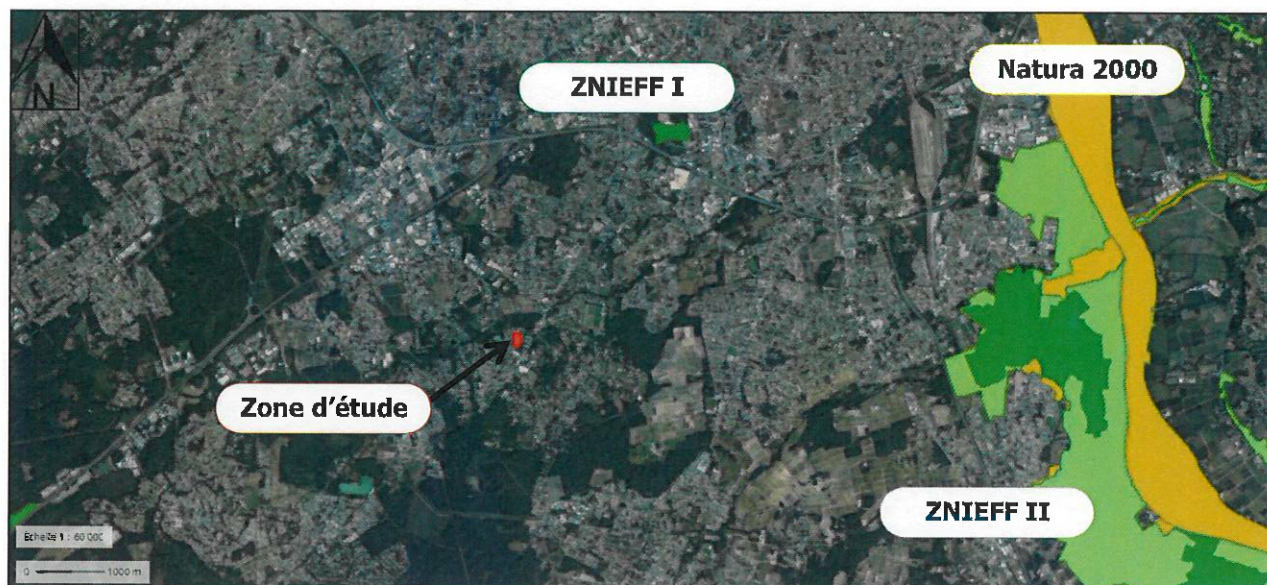 N
ZNIEFF I
Natura 2000
Zone d'étude
ZNIEFF II
Echelle 1 : 60 000
0 1000 m